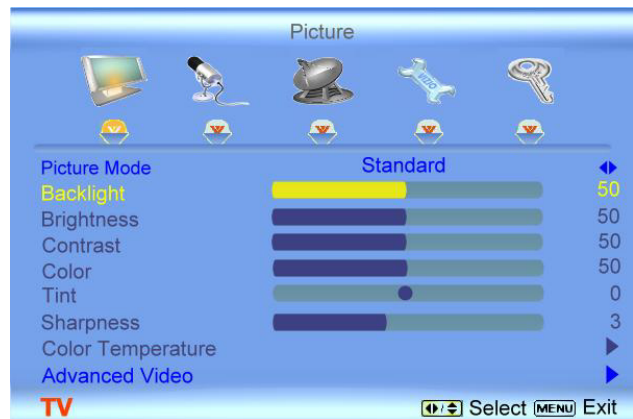 Picture
VIZIO
Picture Mode Standard
Backlight 50
Brightness 50
Contrast 50
Color 50
Tint 0
Sharpness 3
Color Temperature
Advanced Video
TV Select MENU Exit